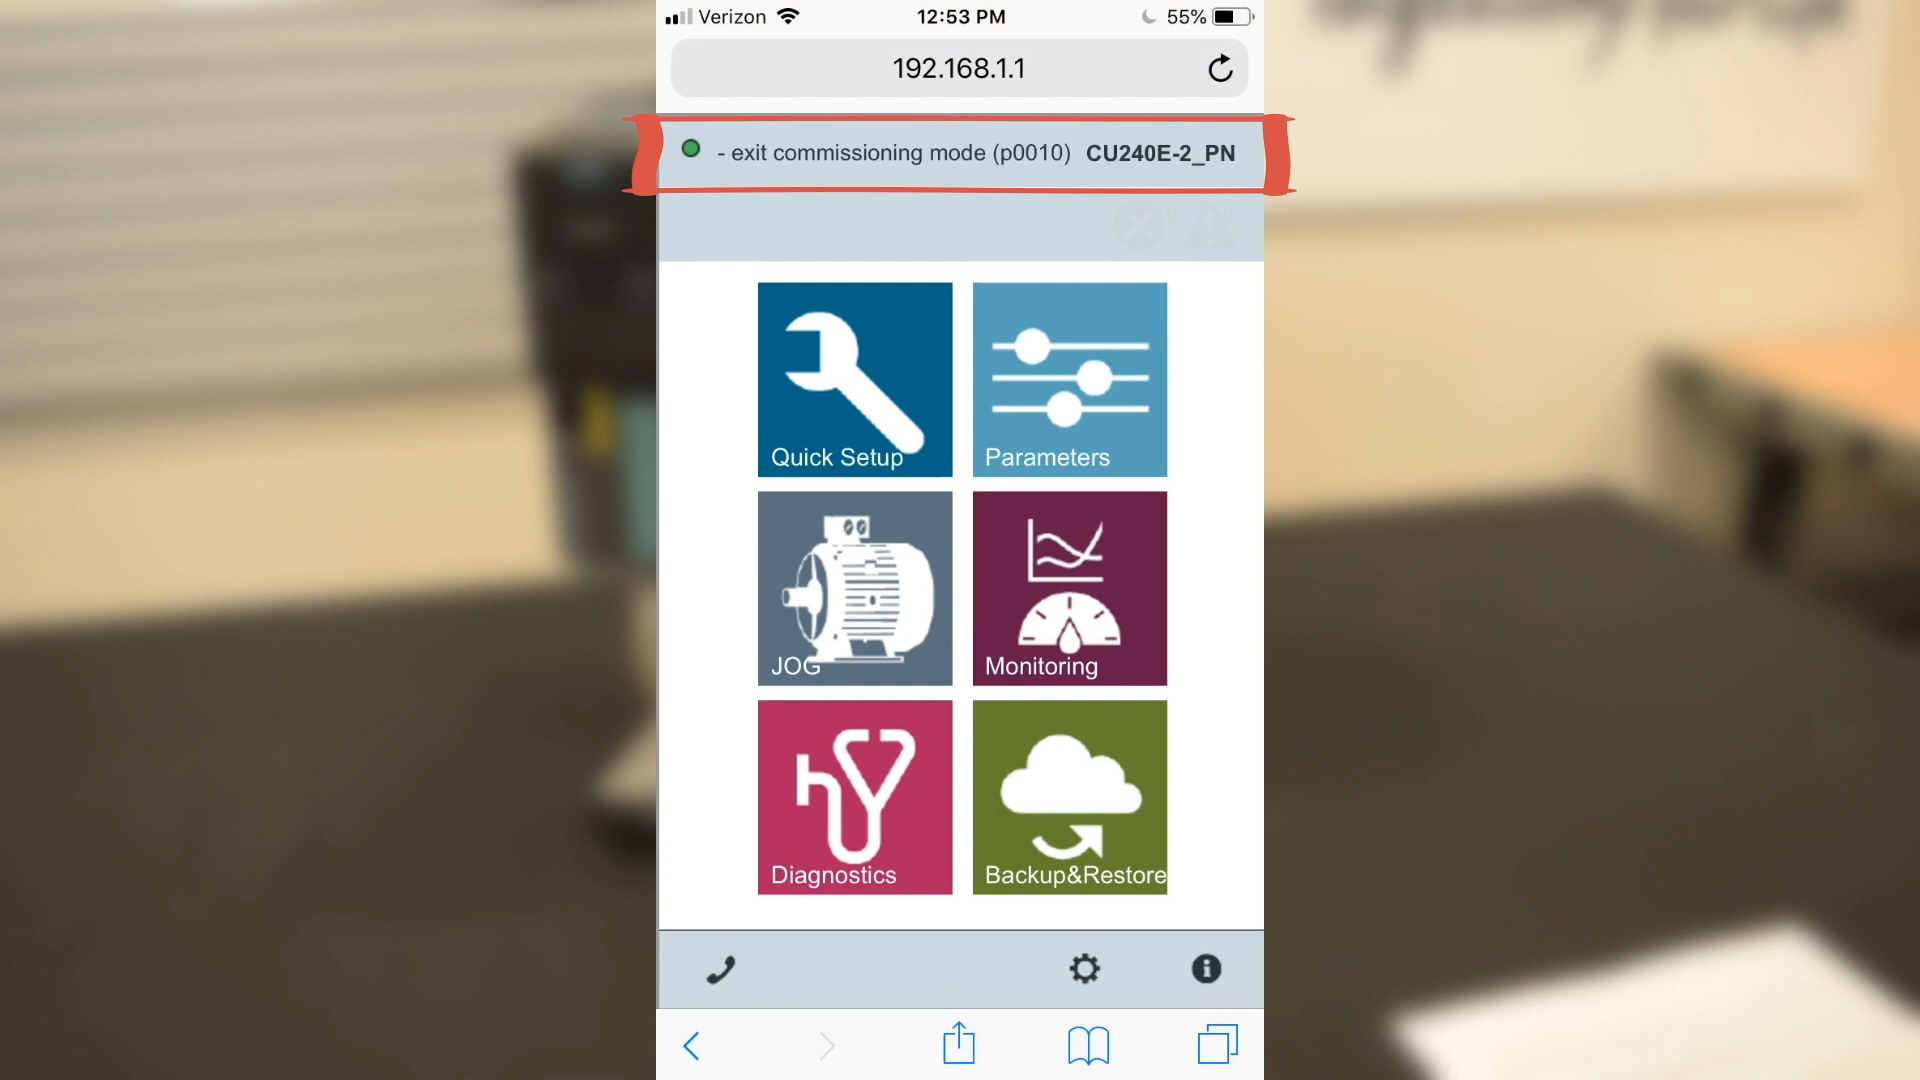 Verizon 12:53 PM 55%
192.168.1.1
- exit commissioning mode (p0010) CU240E-2_PN
Quick Setup Parameters
JOG Monitoring
Diagnostics Backup&Restore